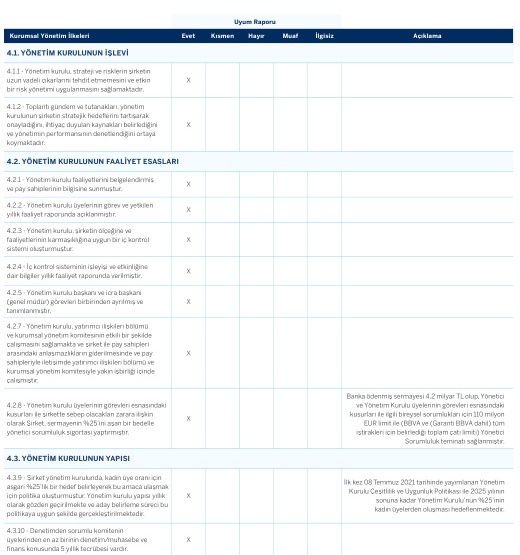 Uyum Raporu
Kurumsal Yönetim İlkeleri Evet Kısmen Hayır Muaf İlgisiz Açıklama
4.1. YÖNETİM KURULUNUN İŞLEVİ
4.1.1 - Yönetim kurulu, strateji ve risklerin şirketin
uzun vadeli çıkarlarını tehdit etmemesini ve etkin
bir risk yönetimi uygulanmasını sağlamaktadır.
X
4.1.2 - Toplantı gündem ve tutanakları, yönetim
kurulunun şirketin stratejik hedeflerini tartışarak
onayladığını, ihtiyaç duyulan kaynakları belirlediğini
ve yönetimin performansının denetlendiğini ortaya
koymaktadır.
X
4.2. YÖNETİM KURULUNUN FAALİYET ESASLARI
4.2.1 - Yönetim kurulu faaliyetlerini belgelendirmiş
ve pay sahiplerinin bilgisine sunmuştur.
X
4.2.2 - Yönetim kurulu üyelerinin görev ve yetkileri
yıllık faaliyet raporunda açıklanmıştır.
X
4.2.3 - Yönetim kurulu, şirketin ölçeğine ve
faaliyetlerinin karmaşıklığına uygun bir iç kontrol
sistemi oluşturmuştur.
X
4.2.4 - İç kontrol sisteminin işleyişi ve etkinliğine
dair bilgiler yıllık faaliyet raporunda verilmiştir.
X
4.2.5 - Yönetim kurulu başkanı ve icra başkanı
(genel müdür) görevleri birbirinden ayrılmış ve
tanımlanmıştır.
X
4.2.7 - Yönetim kurulu, yatırımcı ilişkileri bölümü
ve kurumsal yönetim komitesinin etkili bir şekilde
çalışmasını sağlamakta ve şirket ile pay sahipleri
arasındaki anlaşmazlıkların giderilmesinde ve pay
sahipleriyle iletişimde yatırımcı ilişkileri bölümü ve
kurumsal yönetim komitesiyle yakın işbirliği içinde
çalışmıştır.
X
4.2.8 - Yönetim kurulu üyelerinin görevleri esnasındaki
kusurları ile şirkette sebep olacakları zarara ilişkin
olarak Şirket, sermayenin %25'ini aşan bir bedelle
yönetici sorumluluk sigortası yaptırmıştır.
X
Banka ödenmiş sermayesi 4.2 milyar TL olup, Yönetici
ve Yönetim Kurulu üyelerinin görevleri esnasındaki
kusurları ile ilgili bireysel sorumlulukları için 110 milyon
EUR limit ile (BBVA ve (Garanti BBVA dahil) tüm
iştirakleri için belirlediği toplam çatı limiti) Yönetici
Sorumluluk teminatı sağlanmıştır.
4.3. YÖNETİM KURULUNUN YAPISI
4.3.9 - Şirket yönetim kurulunda, kadın üye oranı için
asgari %25'lik bir hedef belirleyerek bu amaca ulaşmak
için politika oluşturmuştur. Yönetim kurulu yapısı yıllık
olarak gözden geçirilmekte ve aday belirleme süreci bu
politikaya uygun şekilde gerçekleştirilmektedir.
X
İlk kez 08 Temmuz 2021 tarihinde yayımlanan Yönetim
Kurulu Çeşitlilik ve Uygunluk Politikası ile 2025 yılının
sonuna kadar Yönetim Kurulu'nun %25'inin
kadın üyelerden oluşması hedeflenmektedir.
4.3.10 - Denetimden sorumlu komitenin
üyelerinden en az birinin denetim/muhasebe ve
finans konusunda 5 yıllık tecrübesi vardır.
X